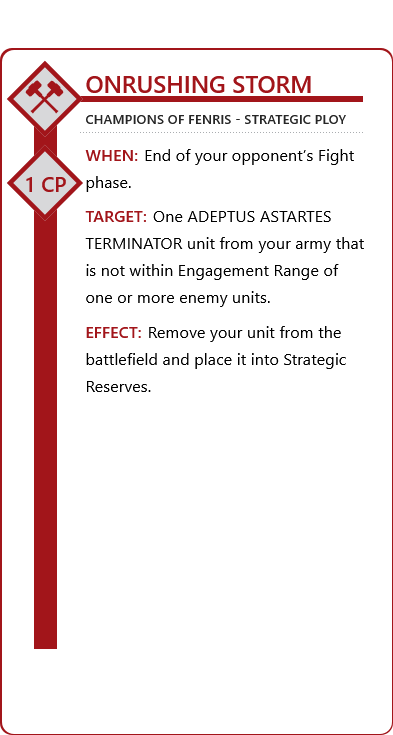 ONRUSHING STORM
CHAMPIONS OF FENRIS - STRATEGIC PLOY
1 CP
WHEN: End of your opponent’s Fight
phase.
TARGET: One ADEPTUS ASTARTES
TERMINATOR unit from your army that
is not within Engagement Range of
one or more enemy units.
EFFECT: Remove your unit from the
battlefield and place it into Strategic
Reserves.